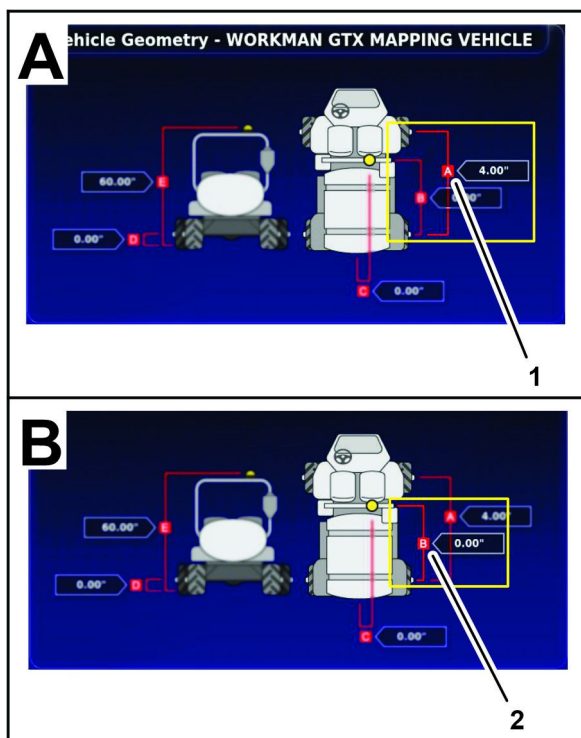 A
ehicle Geometry - WORKMAN GTX MAPPING VEHICLE
60.00"
E
A
4.00"
B
0.00"
D
C
0.00"
1
B
60.00"
E
A
4.00"
B
0.00"
0.00"
D
C
0.00"
2